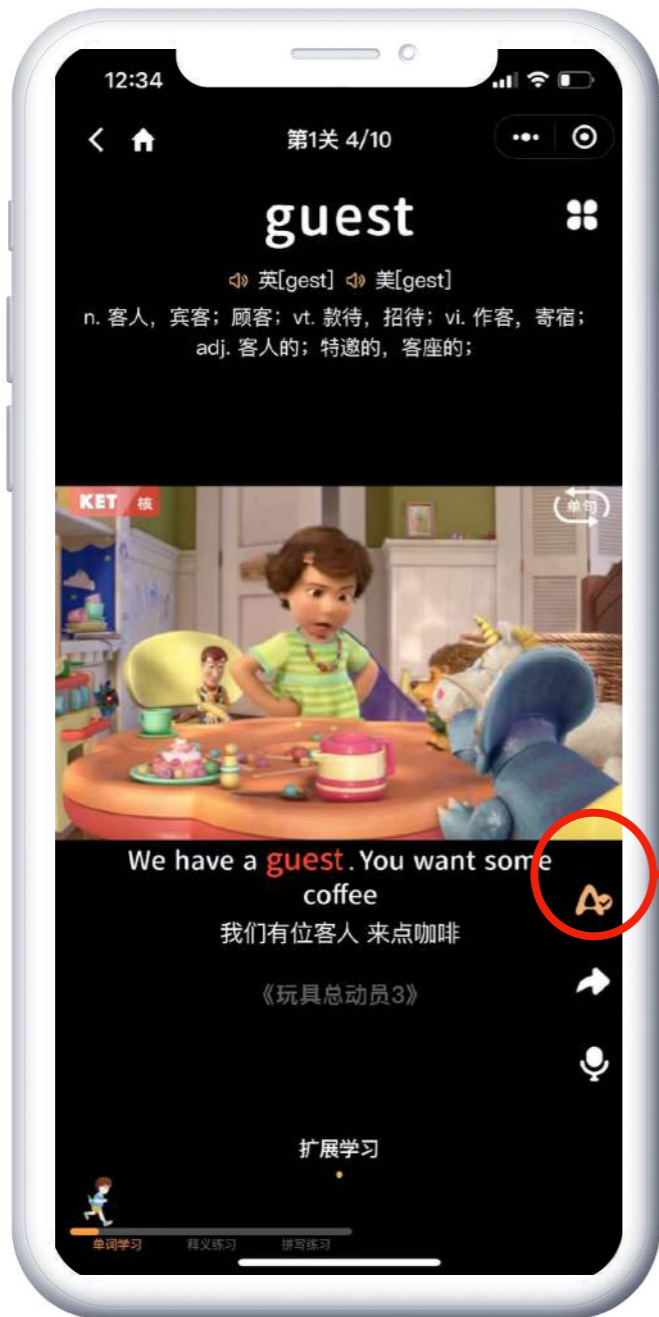 12:34
第1关 4/10
guest
英[gest] 美[gest]
n. 客人，宾客；顾客；vt. 款待，招待；vi. 作客，寄宿；
adj. 客人的；特邀的，客座的；
KET 核
单句
We have a guest. You want some
coffee
我们有位客人 来点咖啡
《玩具总动员3》
扩展学习
单词学习 释义练习 拼写练习